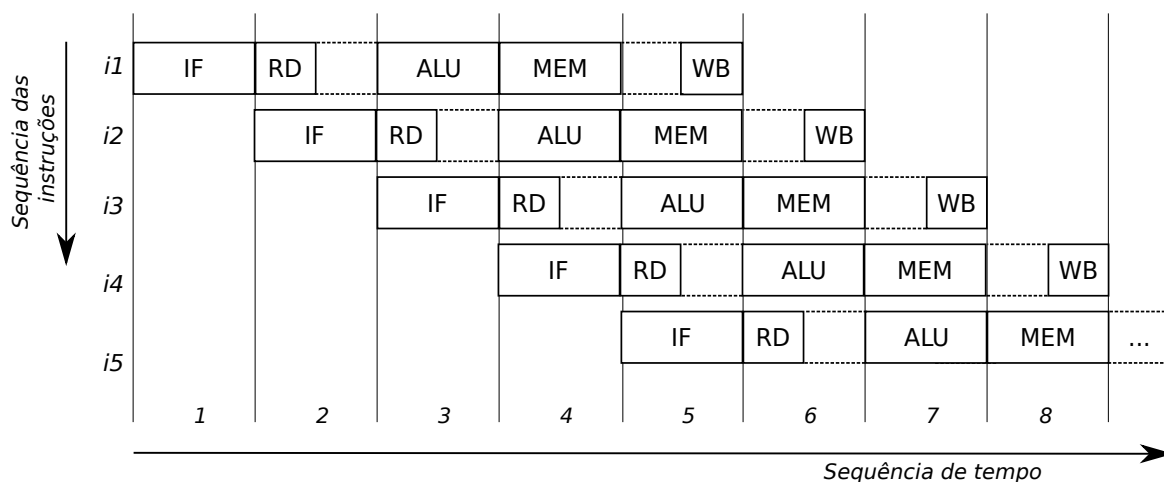 Sequência das
instruções
i1 IF RD ALU MEM WB
i2 IF RD ALU MEM WB
i3 IF RD ALU MEM WB
i4 IF RD ALU MEM WB
i5 IF RD ALU MEM ...
1 2 3 4 5 6 7 8
Sequência de tempo